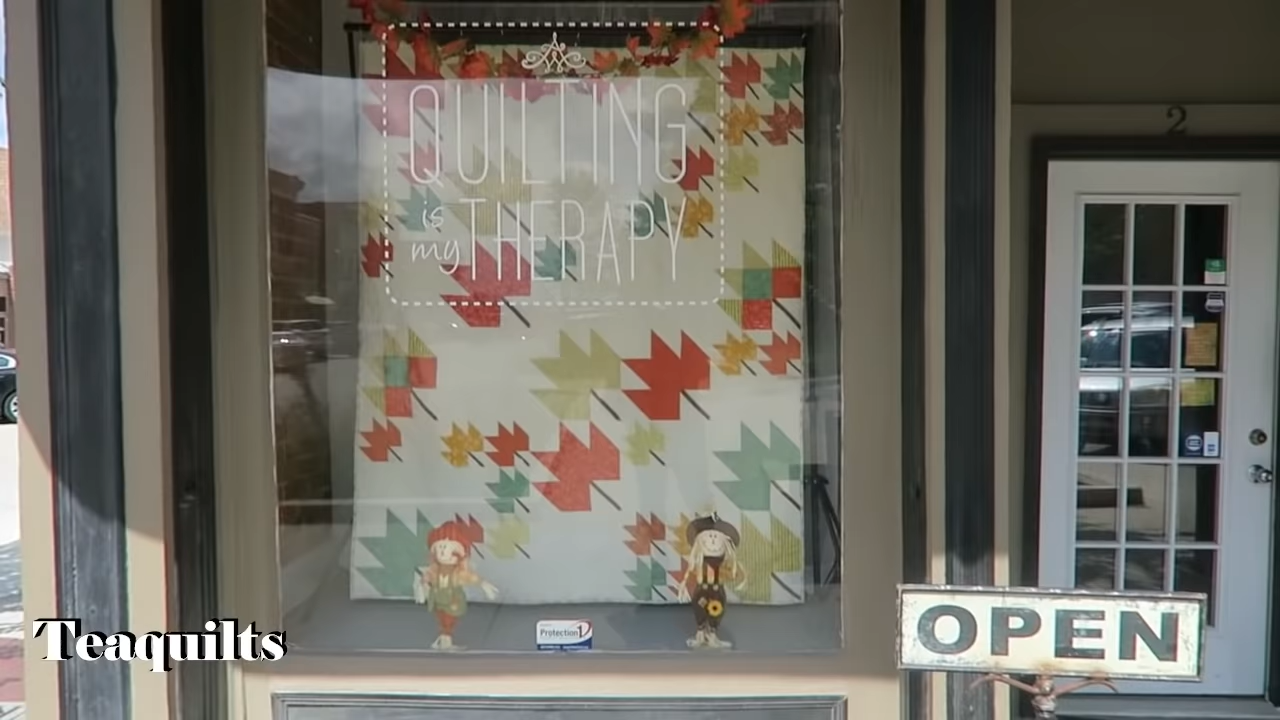 QUILTING
is
my THERAPY
2
Protection1
OPEN
Teaquilts